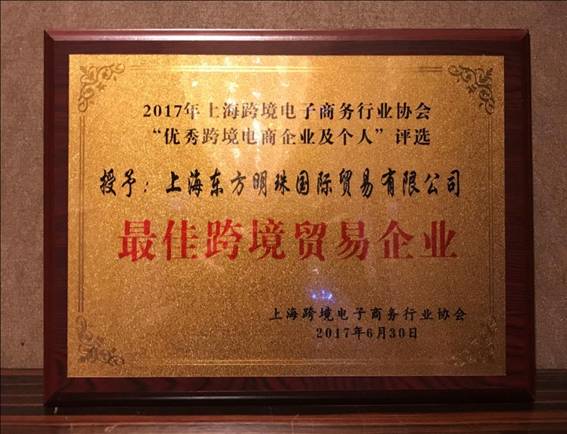 2017年上海跨境电子商务行业协会
“优秀跨境电商企业及个人”评选
授予：上海东方明珠国际贸易有限公司
最佳跨境贸易企业
上海跨境电子商务行业协会
2017年6月30日